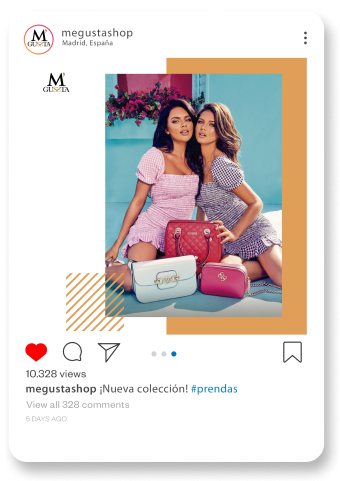 megustashop
Madrid, España
M
GUSTA
M
GUSTA
10.328 views
megustashop ¡Nueva colección! #prendas
View all 328 comments
5 DAYS AGO